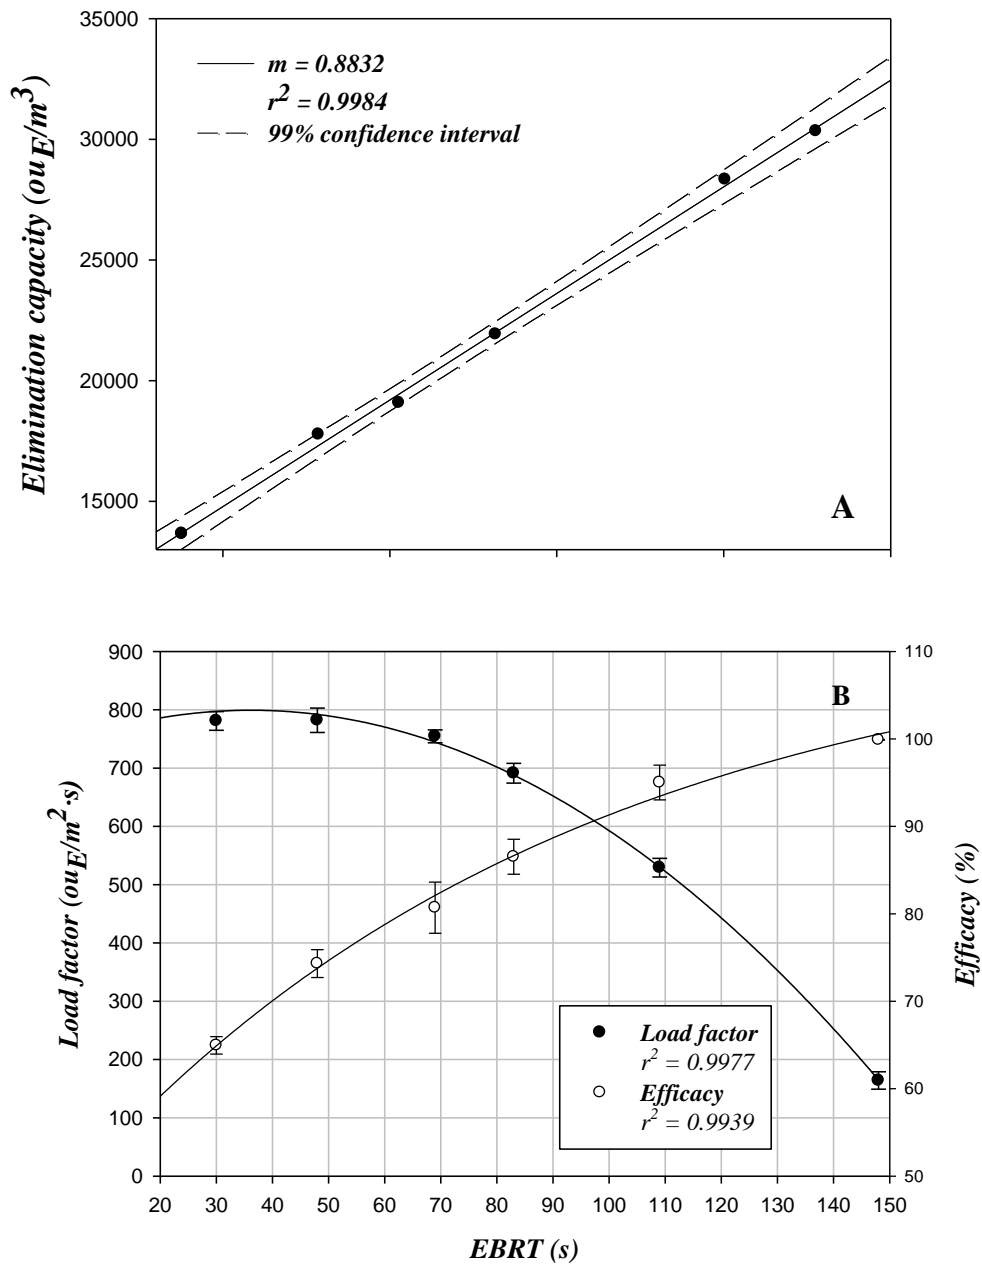 35000
30000
25000
20000
15000
Elimination capacity (ouE/m3)
m = 0.8832
r2 = 0.9984
99% confidence interval
A
900
800
700
600
500
400
300
200
100
0
Load factor (ouE/m2·s)
B
110
100
90
80
70
60
50
Efficacy (%)
Load factor
r2 = 0.9977
Efficacy
r2 = 0.9939
20 30 40 50 60 70 80 90 100 110 120 130 140 150
EBRT (s)